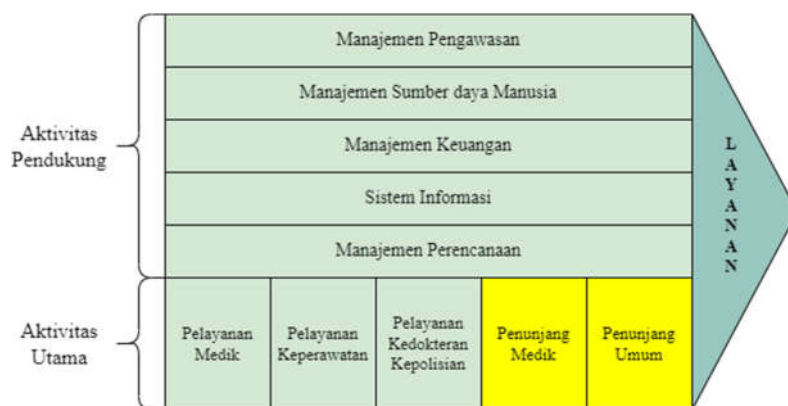 Manajemen Pengawasan
Manajemen Sumber daya Manusia
Manajemen Keuangan
Sistem Informasi
Manajemen Perencanaan
Aktivitas
Pendukung
LAYANAN
Aktivitas
Utama
Pelayanan
Medik
Pelayanan
Keperawatan
Pelayanan
Kedokteran
Kepolisian
Penunjang
Medik
Penunjang
Umum